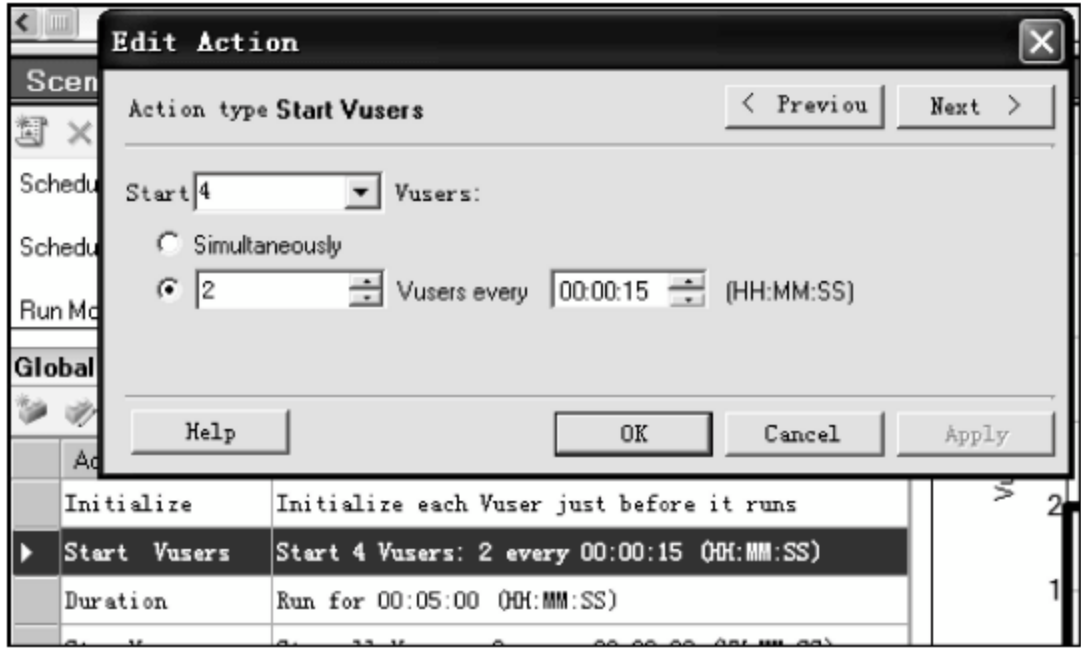 Edit Action
Scen
Action type Start Vusers
< Previou
Next >
Schedu
Start 4 Vusers:
Simultaneously
Schedu
2 Vusers every 00:00:15 (HH:MM:SS)
Run Mo
Global
Help
OK
Cancel
Apply
Ac
Initialize Initialize each Vuser just before it runs
2
Start Vusers Start 4 Vusers: 2 every 00:00:15 (HH:MM:SS)
Duration Run for 00:05:00 (HH:MM:SS)
1